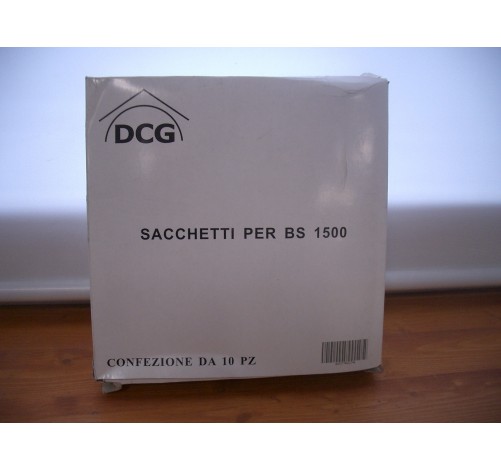 DCG
SACCHETTI PER BS 1500
CONFEZIONE DA 10 PZ